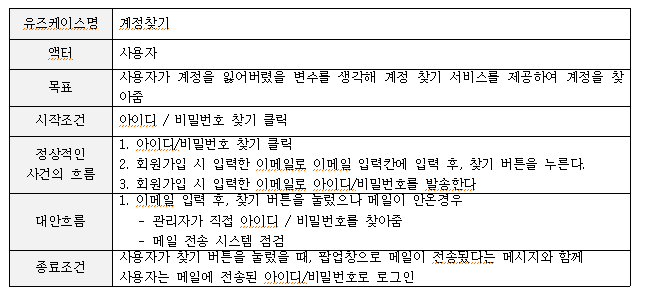 유즈케이스명 계정찾기
액터 사용자
목표 사용자가 계정을 잃어버렸을 변수를 생각해 계정 찾기 서비스를 제공하여 계정을 찾
아줌
시작조건 아이디 / 비밀번호 찾기 클릭
정상적인
사건의 흐름
1. 아이디/비밀번호 찾기 클릭
2. 회원가입 시 입력한 이메일로 이메일 입력칸에 입력 후, 찾기 버튼을 누른다.
3. 회원가입 시 입력한 이메일로 아이디/비밀번호를 발송한다
대안흐름
1. 이메일 입력 후, 찾기 버튼을 눌렀으나 메일이 안온경우
- 관리자가 직접 아이디 / 비밀번호를 찾아줌
- 메일 전송 시스템 점검
종료조건
사용자가 찾기 버튼을 눌렀을 때, 팝업창으로 메일이 전송됬다는 메시지와 함께
사용자는 메일에 전송된 아이디/비밀번호로 로그인